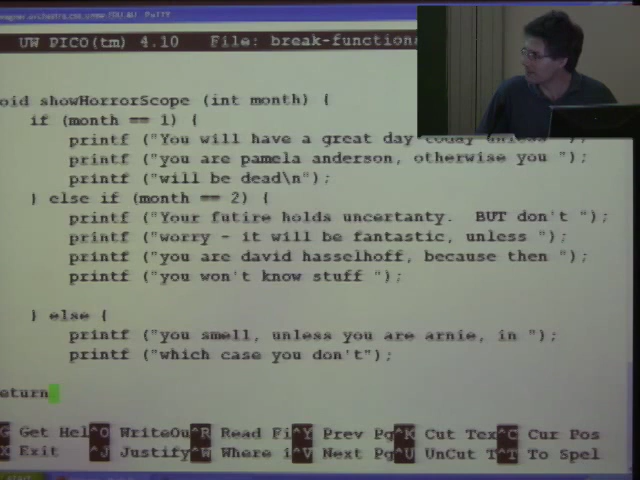 UW PICO(tm) 4.10 File: break-function
oid showHorrorScope (int month) {
if (month == 1) {
printf ("You will have a great day today unless ");
printf ("you are pamela anderson, otherwise you ");
printf ("will be dead\n");
} else if (month == 2) {
printf ("Your futire holds uncertanty. BUT don't ");
printf ("worry - it will be fantastic, unless ");
printf ("you are david hasselhoff, because then ");
printf ("you won't know stuff ");
} else {
printf ("you smell, unless you are arnie, in ");
printf ("which case you don't");
eturn
G Get Hel ^O WriteOu ^R Read Fi ^Y Prev Pg ^K Cut Tex ^C Cur Pos
X Exit ^J Justify ^W Where i ^V Next Pg ^U UnCut T ^T To Spel